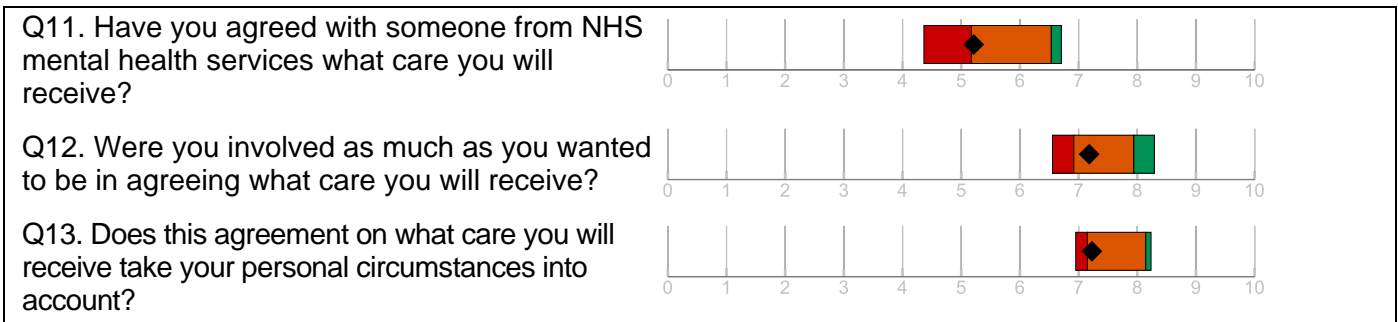 Q11. Have you agreed with someone from NHS
mental health services what care you will
receive?
0 1 2 3 4 5 6 7 8 9 10
Q12. Were you involved as much as you wanted
to be in agreeing what care you will receive?
0 1 2 3 4 5 6 7 8 9 10
Q13. Does this agreement on what care you will
receive take your personal circumstances into
account?
0 1 2 3 4 5 6 7 8 9 10